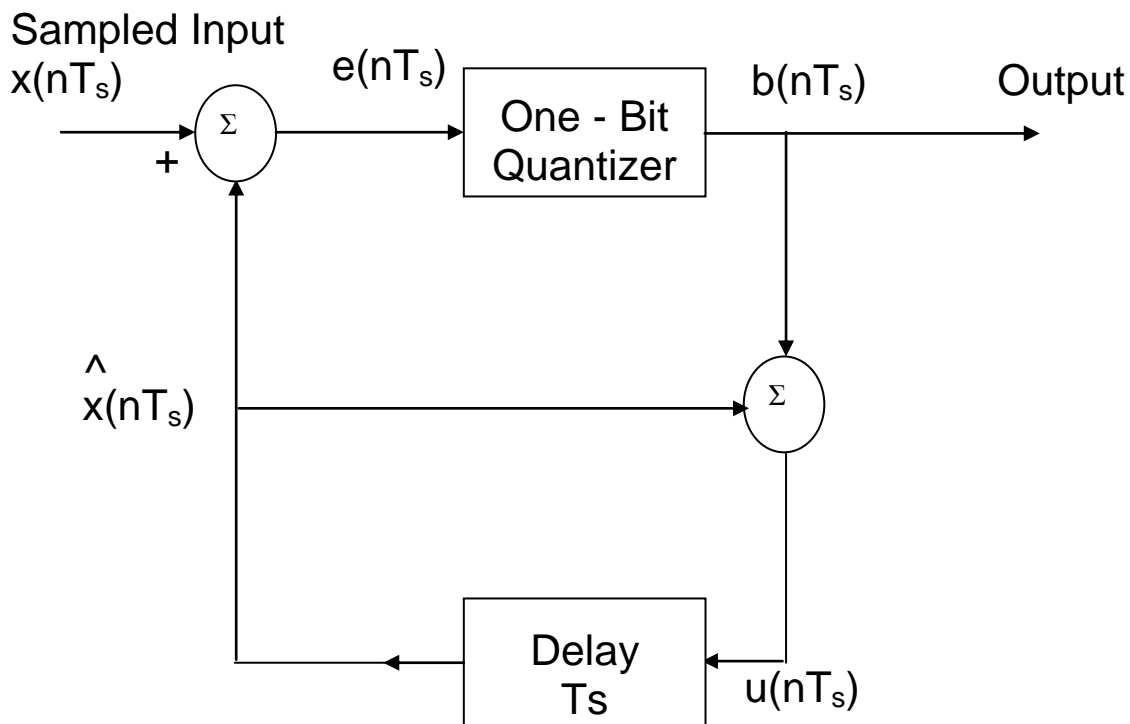 Sampled Input
x(nTₛ)
e(nTₛ)
b(nTₛ)
Output
Σ
+
One - Bit
Quantizer
^
x(nTₛ)
Σ
Delay
Ts
u(nTₛ)